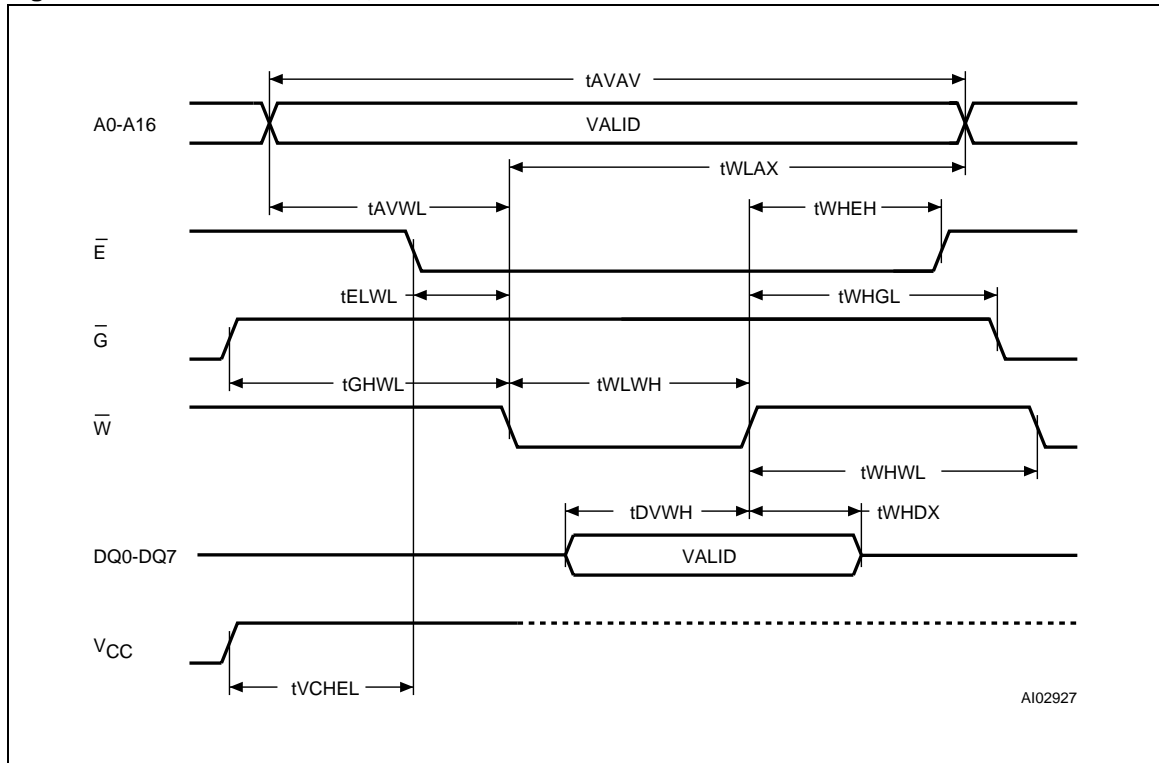 tAVAV
A0-A16
VALID
tWLAX
tAVWL
tWHEH
E
tELWL
tWHGL
G
tGHWL
tWLWH
W
tWHWL
tDVWH
tWHDX
DQ0-DQ7
VALID
VCC
tVCHEL
AI02927